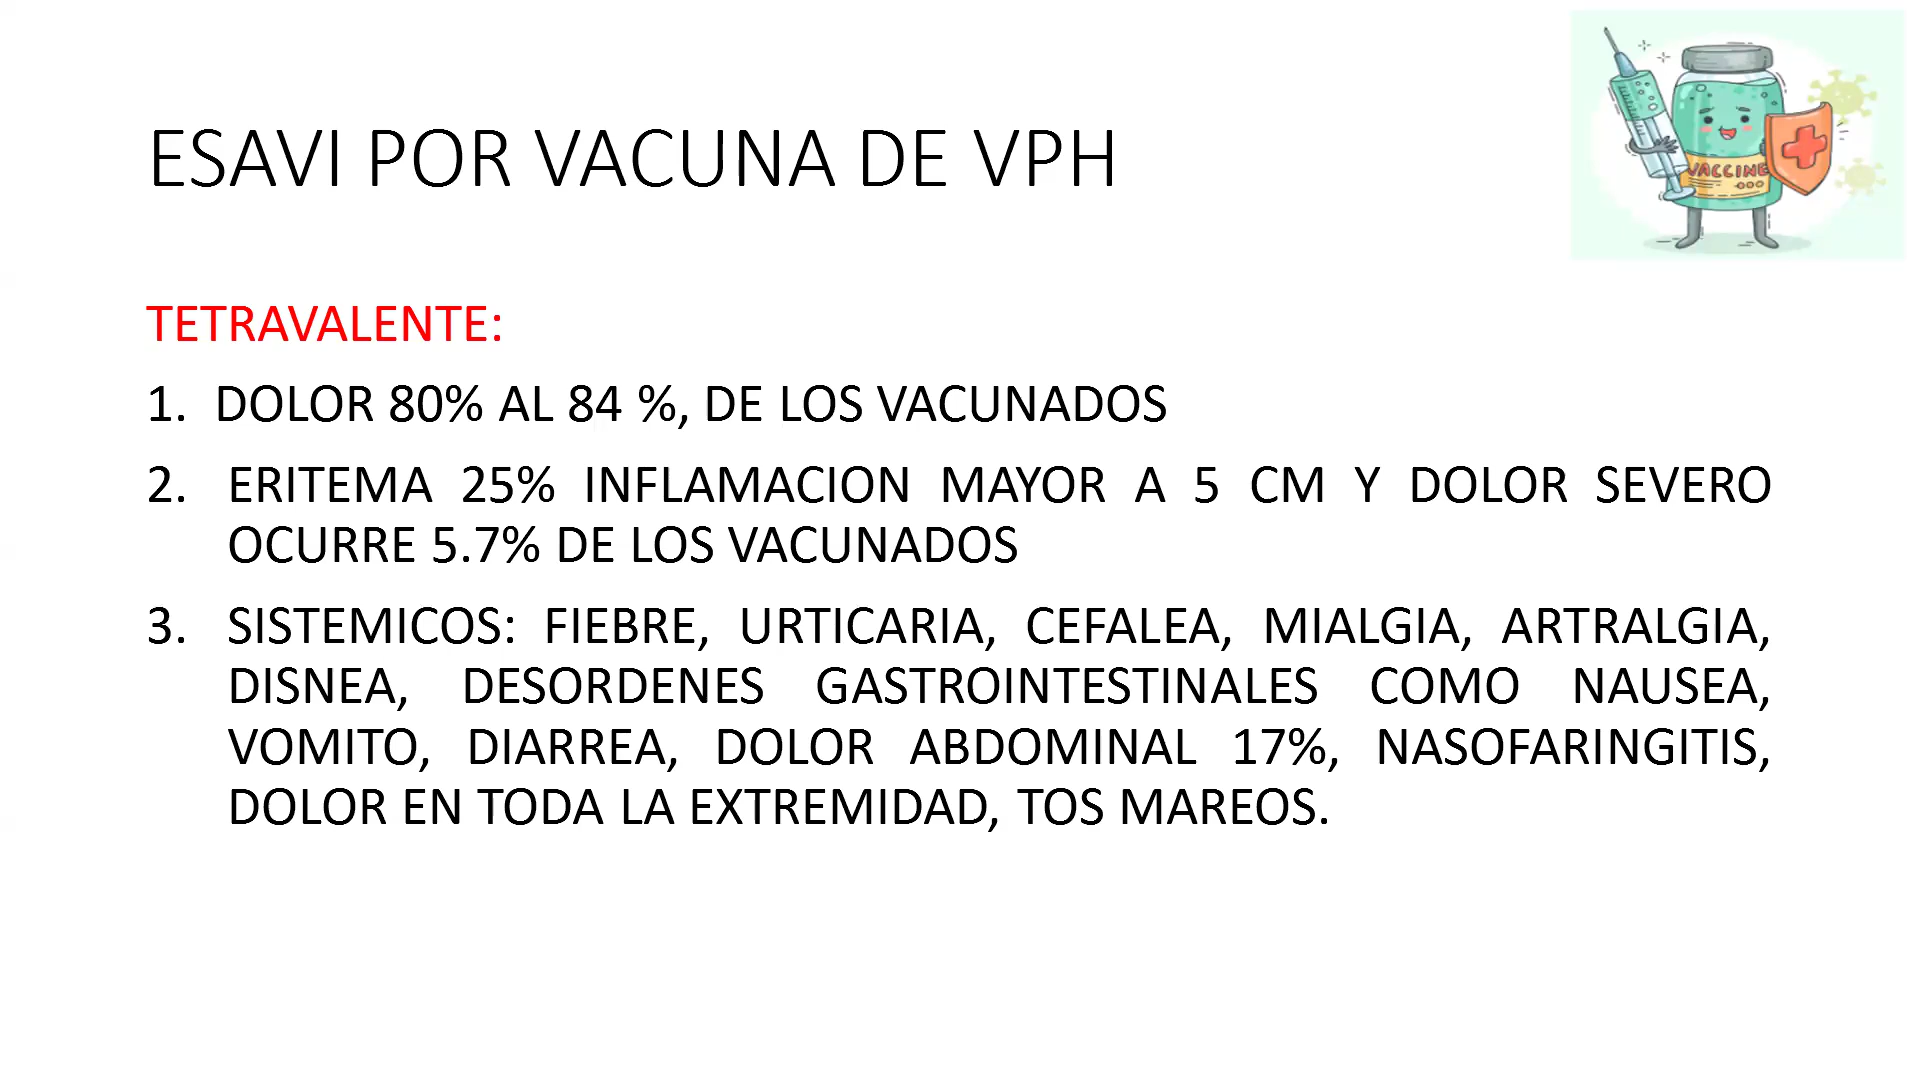 ESAVI POR VACUNA DE VPH
VACCINE
TETRAVALENTE:
1. DOLOR 80% AL 84 %, DE LOS VACUNADOS
2. ERITEMA 25% INFLAMACION MAYOR A 5 CM Y DOLOR SEVERO
OCURRE 5.7% DE LOS VACUNADOS
3. SISTEMICOS: FIEBRE, URTICARIA, CEFALEA, MIALGIA, ARTRALGIA,
DISNEA, DESORDENES GASTROINTESTINALES COMO NAUSEA,
VOMITO, DIARREA, DOLOR ABDOMINAL 17%, NASOFARINGITIS,
DOLOR EN TODA LA EXTREMIDAD, TOS MAREOS.